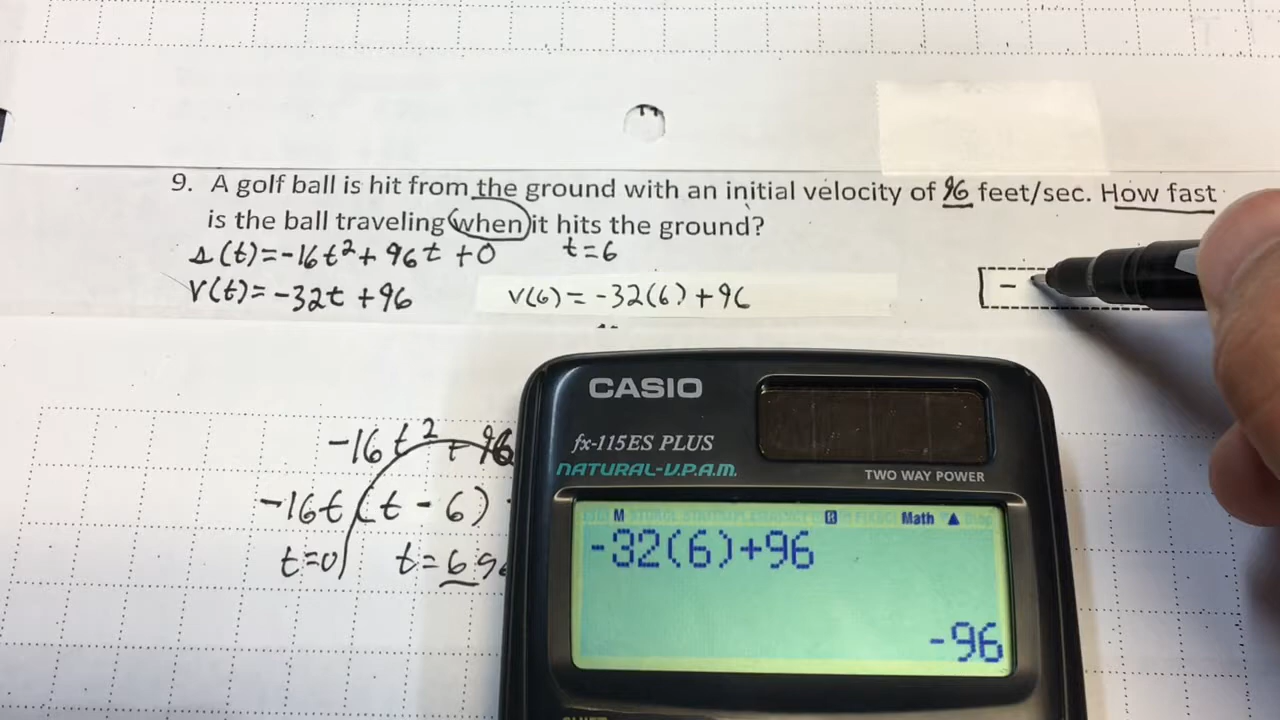 9. A golf ball is hit from the ground with an initial velocity of 96 feet/sec. How fast
is the ball traveling when it hits the ground?
s(t)=-16t²+96t+0 t=6
v(t)=-32t+96 v(6)=-32(6)+96
-
-16t²+96
-16t(t-6)
t=0 t=6 se
CASIO
fx-115ES PLUS
NATURAL-V.P.A.M.
TWO WAY POWER
M R Math ▲
-32(6)+96
-96